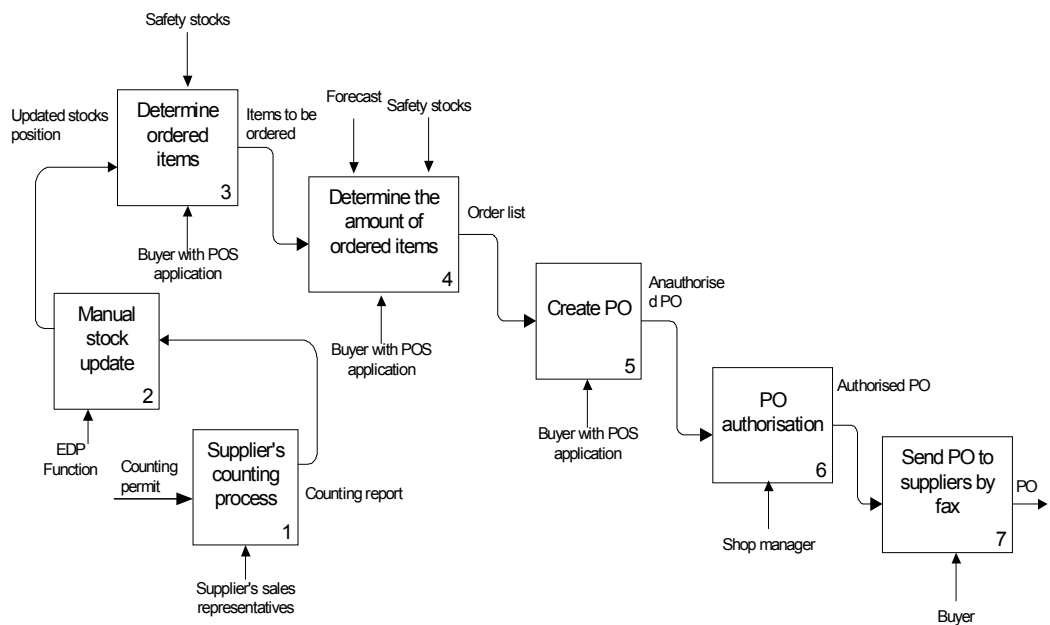 Safety stocks
Updated stocks
position
Determine
ordered
items
3
Items to be
ordered
Buyer with POS
application
Forecast
Safety stocks
Determine the
amount of
ordered items
4
Order list
Buyer with POS
application
Manual
stock
update
2
EDP
Function
Counting
permit
Supplier's
counting
process
1
Counting report
Supplier's sales
representatives
Create PO
5
Anauthorise
d PO
Buyer with POS
application
PO
authorisation
6
Authorised PO
Shop manager
Send PO to
suppliers by
fax
7
PO
Buyer